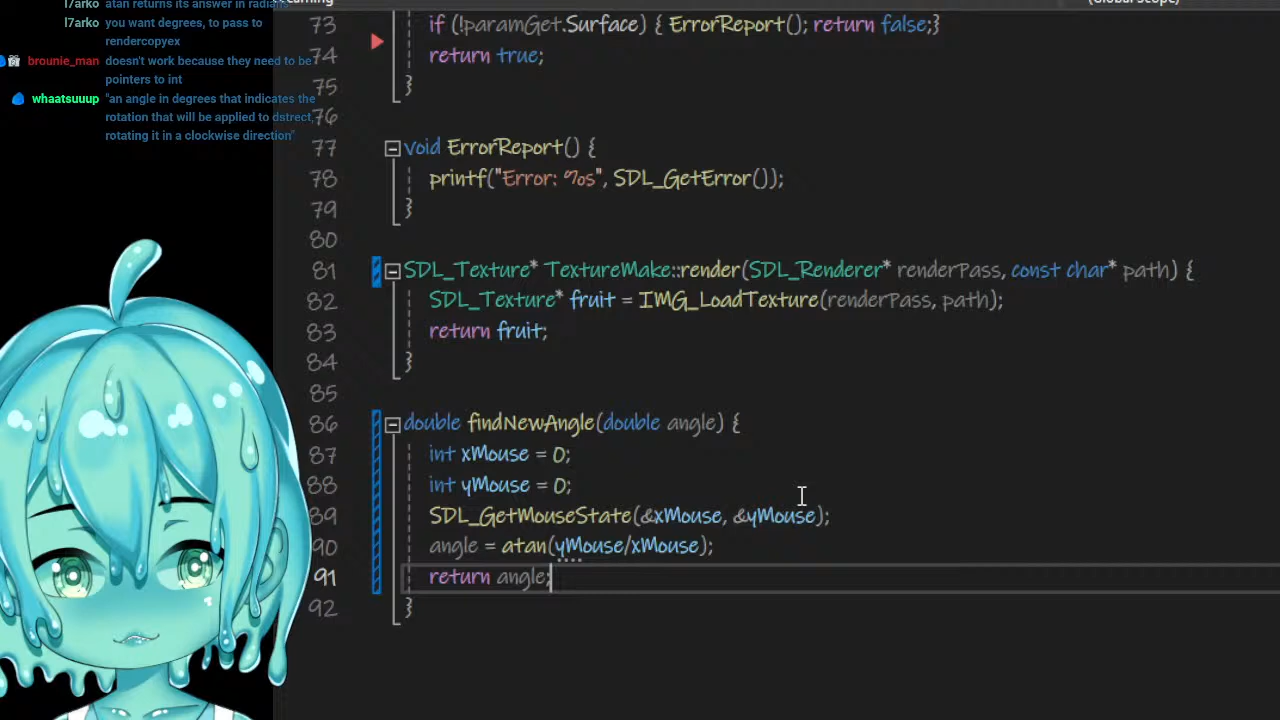 l7arko atan returns its answer in radians
(Global Scope)
l7arko you want degrees, to pass to
rendercopyex
brounie_man doesn't work because they need to be
pointers to int
whaatsuuup "an angle in degrees that indicates the
rotation that will be applied to dstrect,
rotating it in a clockwise direction"
73 if (!paramGet.Surface) { ErrorReport(); return false;}
74 return true;
75 }
76
77 void ErrorReport() {
78 printf("Error: %s", SDL_GetError());
79 }
80
81 SDL_Texture* TextureMake::render(SDL_Renderer* renderPass, const char* path) {
82 SDL_Texture* fruit = IMG_LoadTexture(renderPass, path);
83 return fruit;
84 }
85
86 double findNewAngle(double angle) {
87 int xMouse = 0;
88 int yMouse = 0;
89 SDL_GetMouseState(&xMouse, &yMouse);
90 angle = atan(yMouse/xMouse);
91 return angle;
92 }